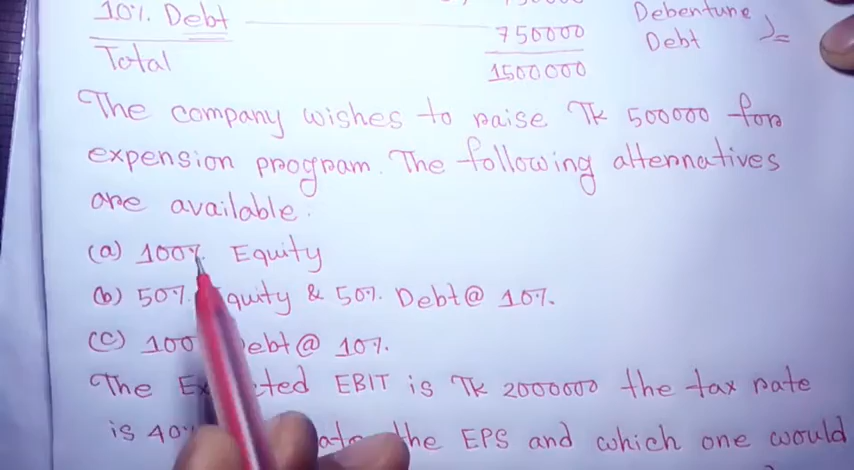 10% Debt 750000 Debenture
Debt
Total 1500000
The company wishes to raise Tk 500000 for
expension program. The following alternatives
are available.
(a) 100% Equity
(b) 50% Equity & 50% Debt@ 10%.
(c) 100 Debt@ 10%.
The EBIT is Tk 2000000 the tax rate
is 40% the EPS and which one would